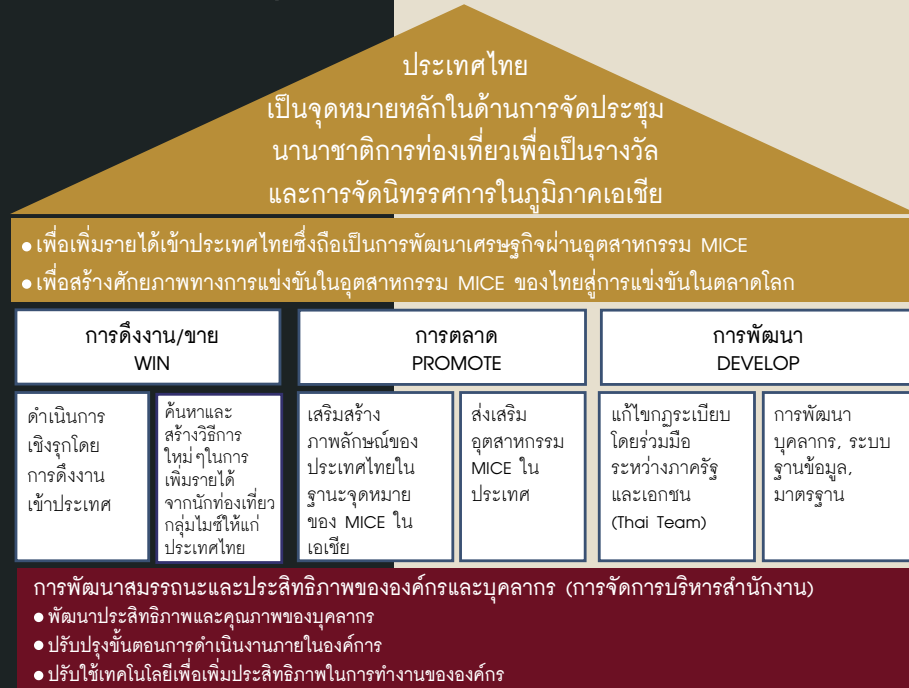 ประเทศไทย
เป็นจุดหมายหลักในด้านการจัดประชุม
นานาชาติการท่องเที่ยวเพื่อเป็นรางวัล
และการจัดนิทรรศการในภูมิภาคเอเชีย
● เพื่อเพิ่มรายได้เข้าประเทศไทยซึ่งถือเป็นการพัฒนาเศรษฐกิจผ่านอุตสาหกรรม MICE
● เพื่อสร้างศักยภาพทางการแข่งขันในอุตสาหกรรม MICE ของไทยสู่การแข่งขันในตลาดโลก
การดึงงาน/ขาย
WIN
การตลาด
PROMOTE
การพัฒนา
DEVELOP
ดำเนินการ
เชิงรุกโดย
การดึงงาน
เข้าประเทศ
ค้นหาและ
สร้างวิธีการ
ใหม่ๆในการ
เพิ่มรายได้
จากนักท่องเที่ยว
กลุ่มไมซ์ให้แก่
ประเทศไทย
เสริมสร้าง
ภาพลักษณ์ของ
ประเทศไทยใน
ฐานะจุดหมาย
ของ MICE ใน
เอเชีย
ส่งเสริม
อุตสาหกรรม
MICE ใน
ประเทศ
แก้ไขกฎระเบียบ
โดยร่วมมือ
ระหว่างภาครัฐ
และเอกชน
(Thai Team)
การพัฒนา
บุคลากร, ระบบ
ฐานข้อมูล,
มาตรฐาน
การพัฒนาสมรรถนะและประสิทธิภาพขององค์กรและบุคลากร (การจัดการบริหารสำนักงาน)
● พัฒนาประสิทธิภาพและคุณภาพของบุคลากร
● ปรับปรุงขั้นตอนการดำเนินงานภายในองค์การ
● ปรับใช้เทคโนโลยีเพื่อเพิ่มประสิทธิภาพในการทำงานขององค์กร